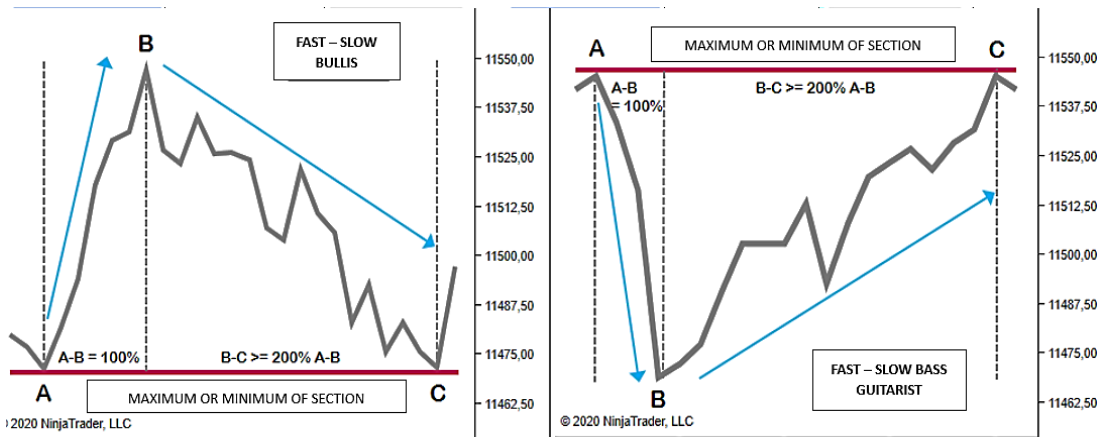 B
FAST – SLOW
BULLIS
11550,00
11537,50
11525,00
11512,50
11500,00
11487,50
11475,00
11462,50
A-B = 100%
B-C >= 200% A-B
A
MAXIMUM OR MINIMUM OF SECTION
C
2020 NinjaTrader, LLC
MAXIMUM OR MINIMUM OF SECTION
A
C
A-B
= 100%
B-C >= 200% A-B
11550,00
11537,50
11525,00
11512,50
11500,00
11487,50
11475,00
11462,50
FAST – SLOW BASS
GUITARIST
B
© 2020 NinjaTrader, LLC